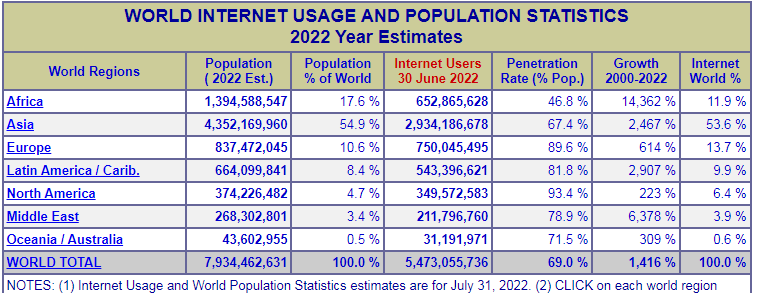 WORLD INTERNET USAGE AND POPULATION STATISTICS
2022 Year Estimates
World Regions Population ( 2022 Est.) Population % of World Internet Users 30 June 2022 Penetration Rate (% Pop.) Growth 2000-2022 Internet World %
Africa 1,394,588,547 17.6 % 652,865,628 46.8 % 14,362 % 11.9 %
Asia 4,352,169,960 54.9 % 2,934,186,678 67.4 % 2,467 % 53.6 %
Europe 837,472,045 10.6 % 750,045,495 89.6 % 614 % 13.7 %
Latin America / Carib. 664,099,841 8.4 % 543,396,621 81.8 % 2,907 % 9.9 %
North America 374,226,482 4.7 % 349,572,583 93.4 % 223 % 6.4 %
Middle East 268,302,801 3.4 % 211,796,760 78.9 % 6,378 % 3.9 %
Oceania / Australia 43,602,955 0.5 % 31,191,971 71.5 % 309 % 0.6 %
WORLD TOTAL 7,934,462,631 100.0 % 5,473,055,736 69.0 % 1,416 % 100.0 %
NOTES: (1) Internet Usage and World Population Statistics estimates are for July 31, 2022. (2) CLICK on each world region